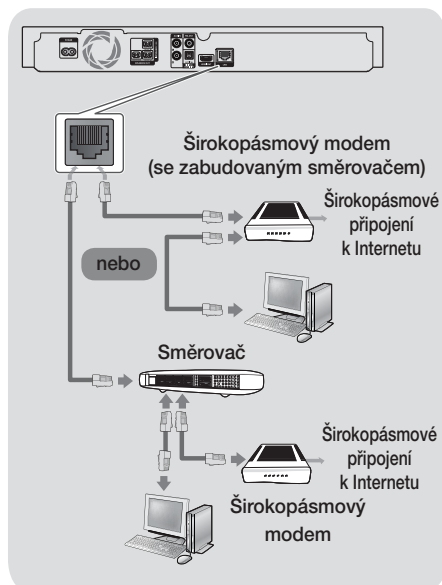 Širokopásmový modem
(se zabudovaným směrovačem)
Širokopásmové
připojení
k Internetu
nebo
Směrovač
Širokopásmové
připojení
k Internetu
Širokopásmový
modem